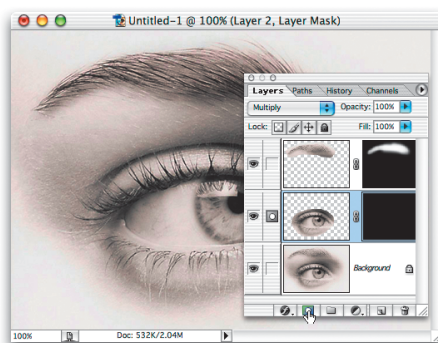 Untitled-1 @ 100% (Layer 2, Layer Mask)
Layers Paths History Channels
Multiply Opacity: 100%
Lock: Fill: 100%
Background
100% Doc: 532K/2.04M